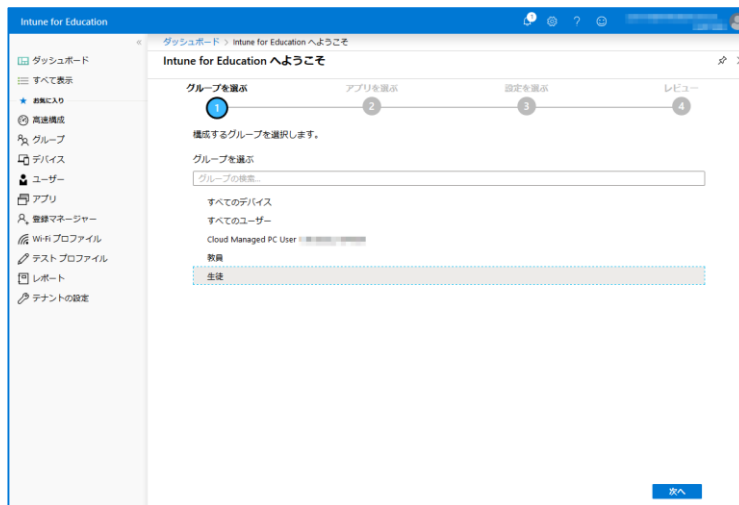 Intune for Education
1
?
«
ダッシュボード > Intune for Education へようこそ
Intune for Education へようこそ
ダッシュボード
すべて表示
お気に入り
高速構成
グループ
デバイス
ユーザー
アプリ
登録マネージャー
Wi-Fi プロファイル
テスト プロファイル
レポート
テナントの設定
グループを選ぶ アプリを選ぶ 設定を選ぶ レビュー
1 2 3 4
構成するグループを選択します。
グループを選ぶ
グループの検索...
すべてのデバイス
すべてのユーザー
Cloud Managed PC User
教員
生徒
次へ